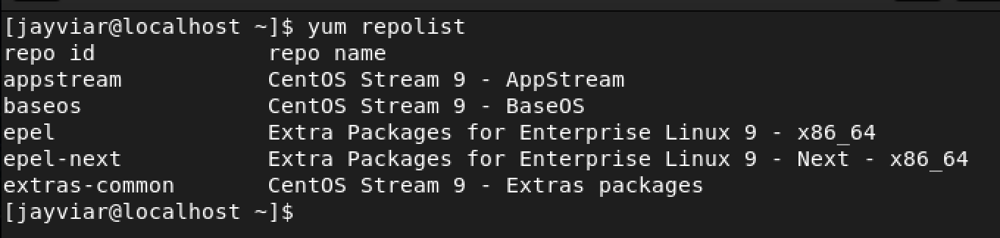 [jayviar@localhost ~]$ yum repolist
repo id             repo name
appstream           CentOS Stream 9 - AppStream
baseos              CentOS Stream 9 - BaseOS
epel                Extra Packages for Enterprise Linux 9 - x86_64
epel-next           Extra Packages for Enterprise Linux 9 - Next - x86_64
extras-common       CentOS Stream 9 - Extras packages
[jayviar@localhost ~]$